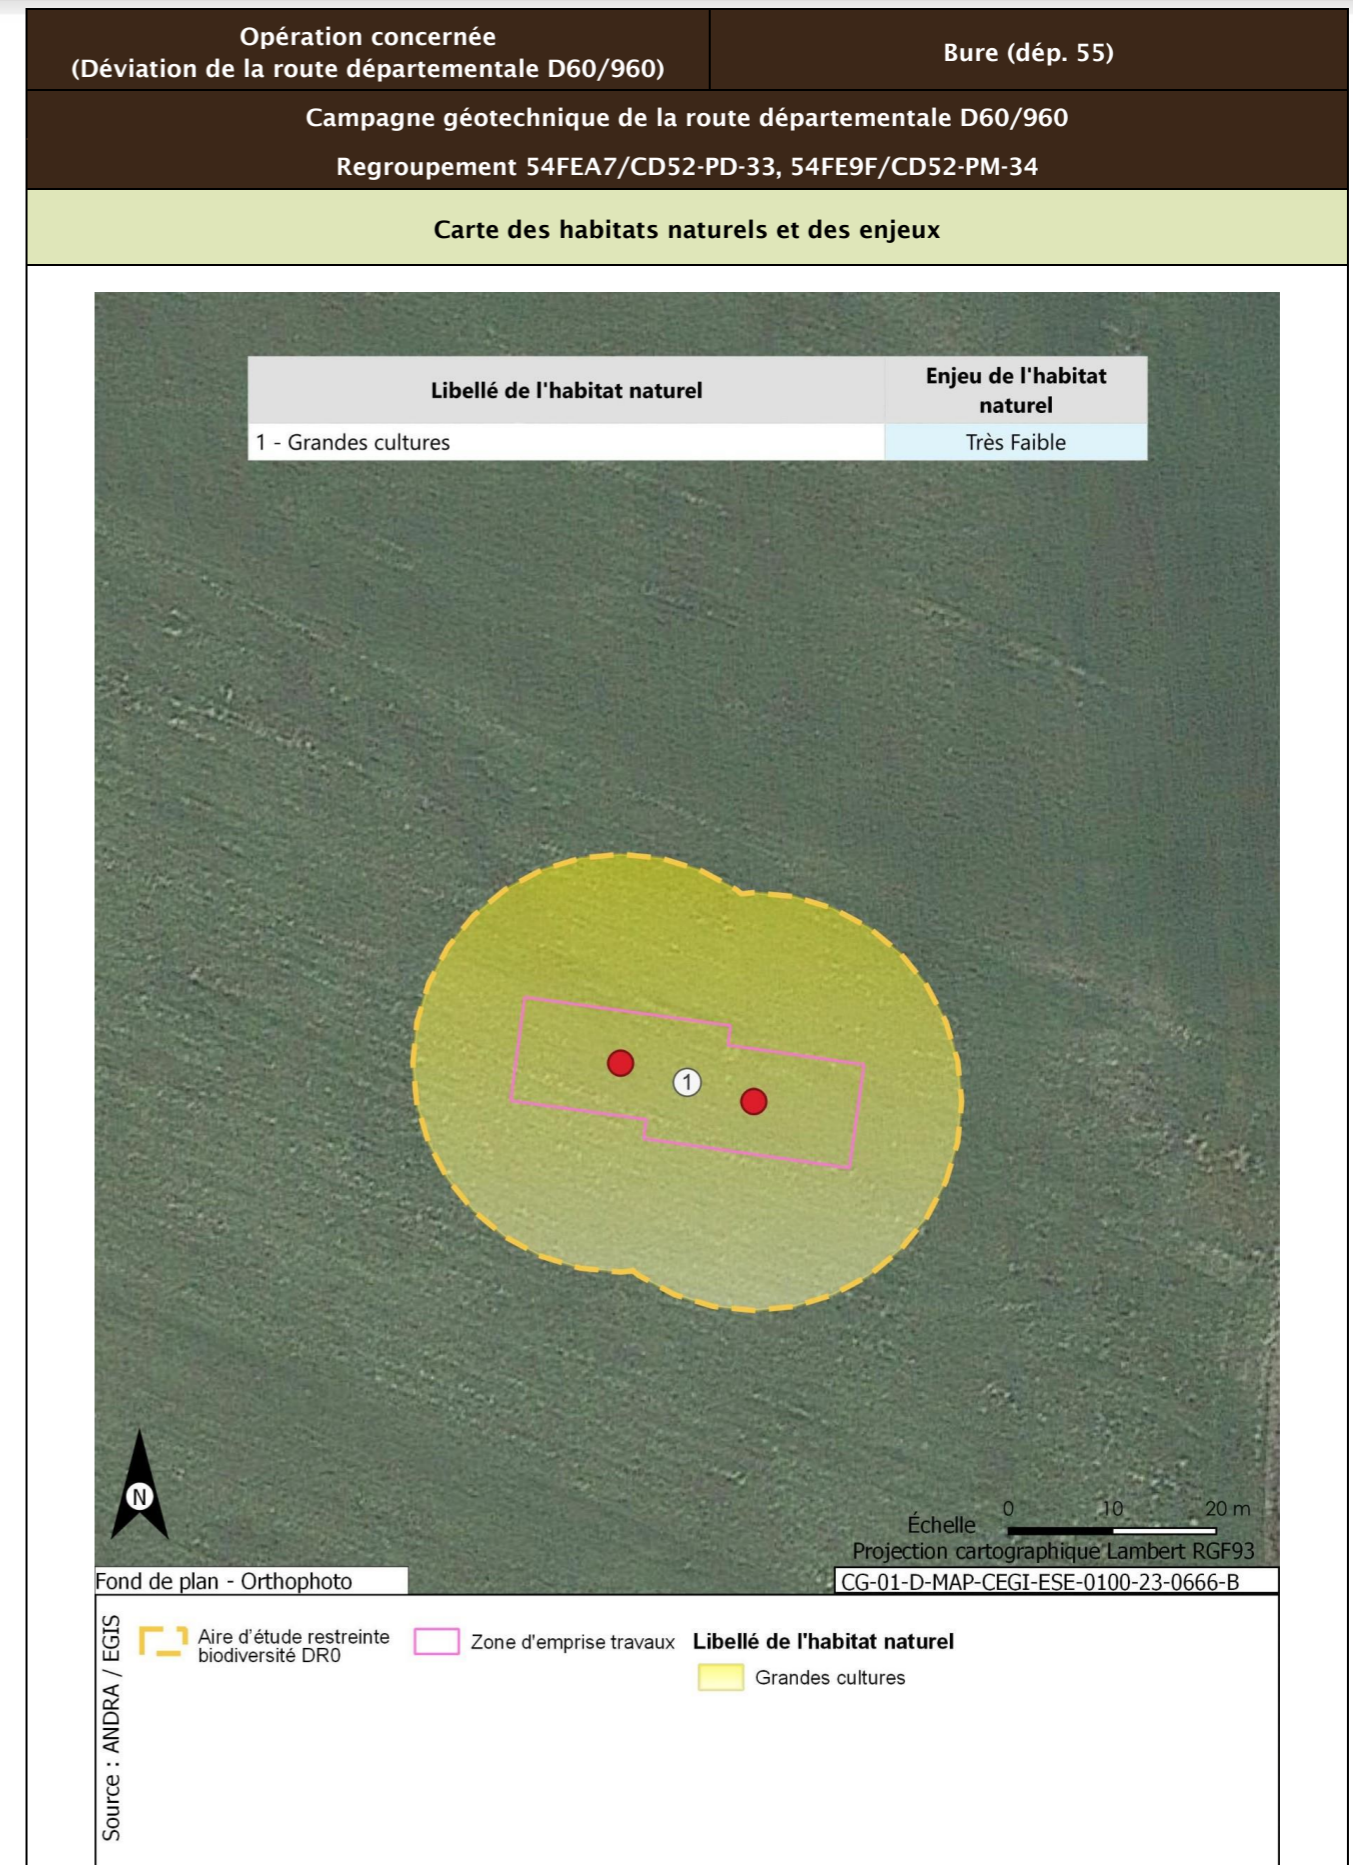 Opération concernée
(Déviation de la route départementale D60/960)
Bure (dép. 55)
Campagne géotechnique de la route départementale D60/960
Regroupement 54FEA7/CD52-PD-33, 54FE9F/CD52-PM-34
Carte des habitats naturels et des enjeux
Libellé de l'habitat naturel
Enjeu de l'habitat
naturel
1 - Grandes cultures
Très Faible
1
N
0 10 20 m
Échelle
Projection cartographique Lambert RGF93
Fond de plan - Orthophoto
CG-01-D-MAP-CEGI-ESE-0100-23-0666-B
Source : ANDRA / EGIS
Aire d'étude restreinte
biodiversité DR0
Zone d'emprise travaux
Libellé de l'habitat naturel
Grandes cultures